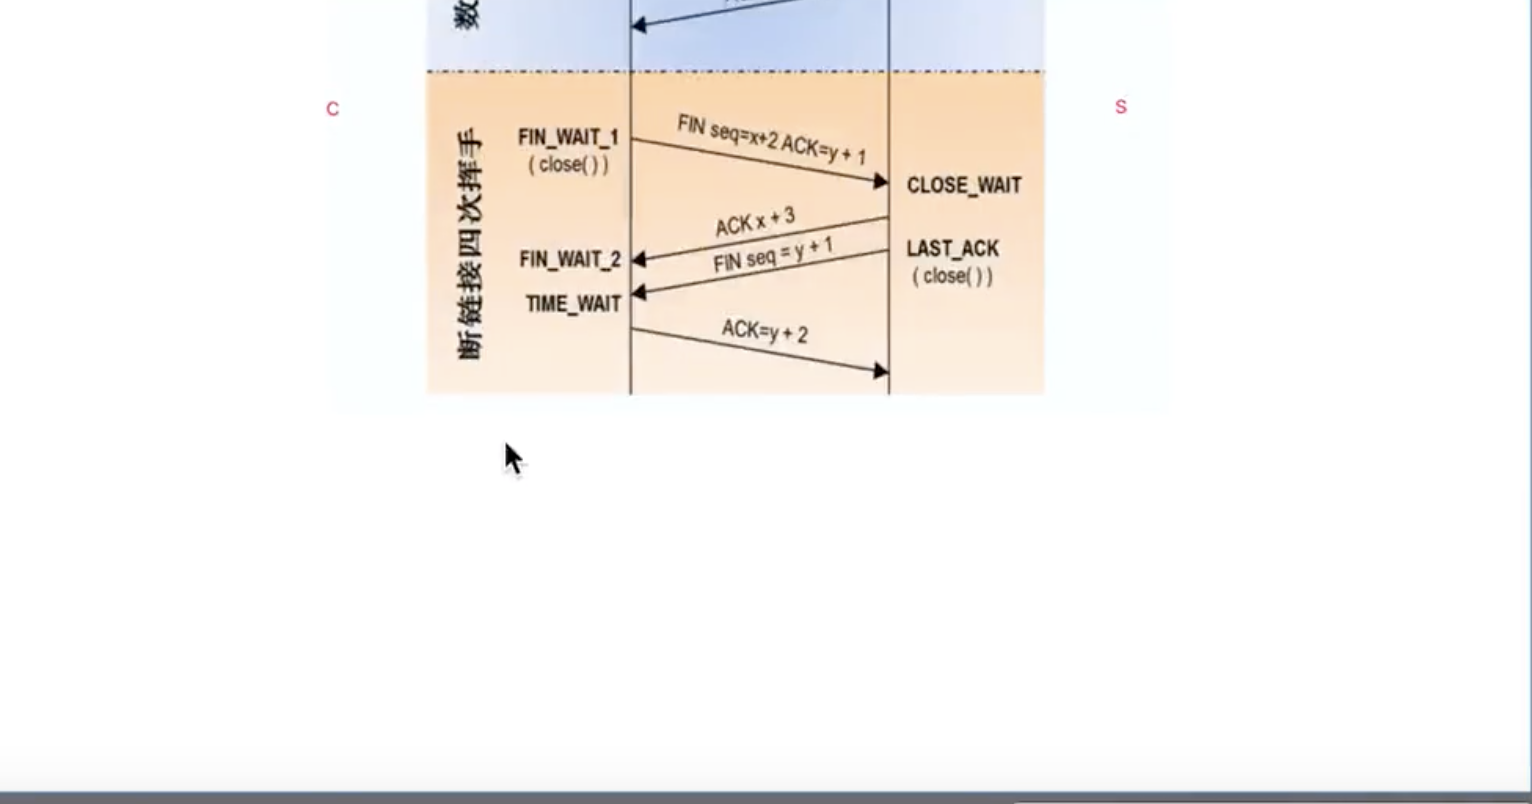 数
C
S
断链接四次挥手
FIN_WAIT_1
( close( ) )
FIN seq=x+2 ACK=y + 1
CLOSE_WAIT
ACK x + 3
FIN_WAIT_2
FIN seq = y + 1
LAST_ACK
( close( ) )
TIME_WAIT
ACK=y + 2